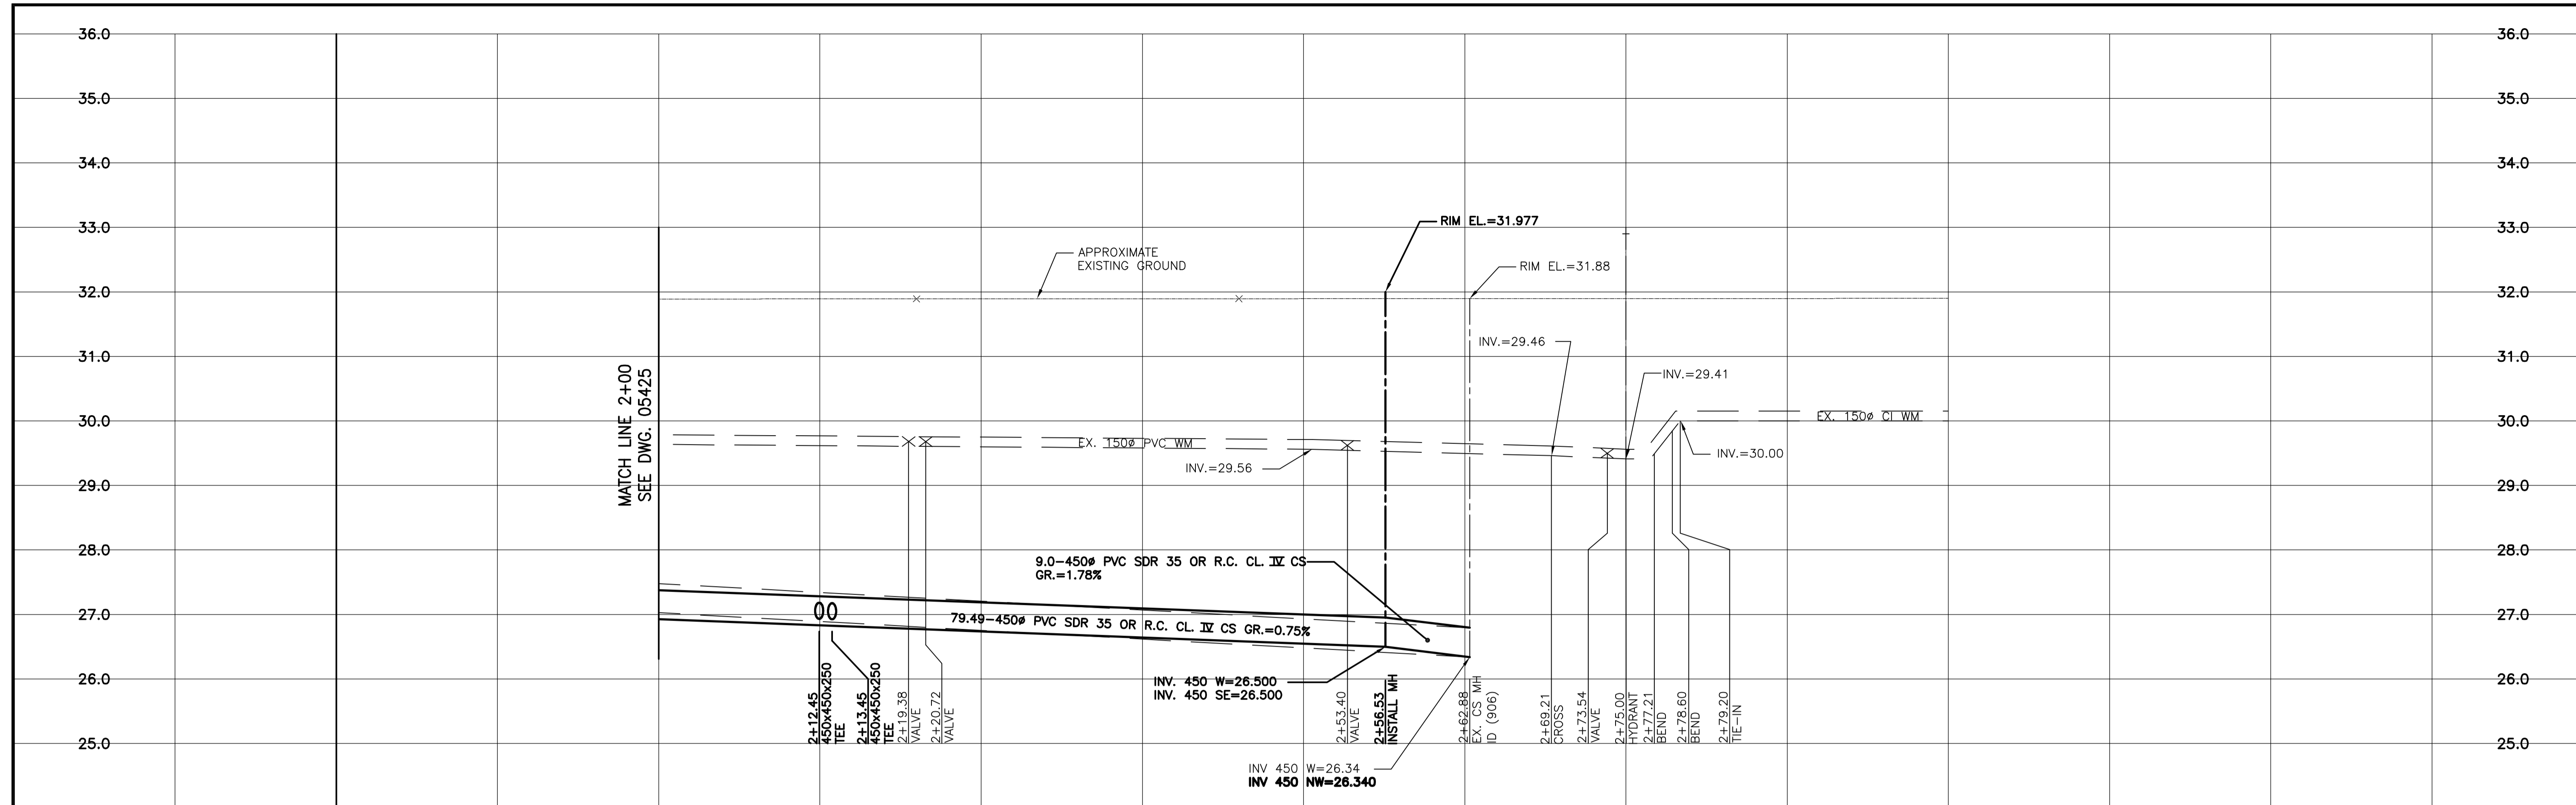 36.0
36.0
35.0
35.0
34.0
34.0
33.0
33.0
RIM EL.=31.977
APPROXIMATE
EXISTING GROUND
RIM EL.=31.88
32.0
32.0
INV.=29.46
31.0
31.0
MATCH LINE 2+00
SEE DWG. 05425
INV.=29.41
30.0
EX. 150ø CI WM
30.0
EX. 150ø PVC WM
INV.=29.56
INV.=30.00
29.0
29.0
28.0
28.0
9.0-450ø PVC SDR 35 OR R.C. CL. IV CS
GR.=1.78%
27.0
27.0
79.49-450ø PVC SDR 35 OR R.C. CL. IV CS GR.=0.75%
26.0
26.0
INV. 450 W=26.500
INV. 450 SE=26.500
2+12.45
450x450x250
TEE
2+13.45
450x450x250
TEE
2+19.38
VALVE
2+20.72
VALVE
2+53.40
VALVE
2+56.53
INSTALL MH
2+62.88
EX. CS MH
ID (906)
2+69.21
CROSS
2+73.54
VALVE
2+75.00
HYDRANT
2+77.21
BEND
2+78.60
BEND
2+79.20
TIE-IN
25.0
25.0
INV 450 W=26.34
INV 450 NW=26.340